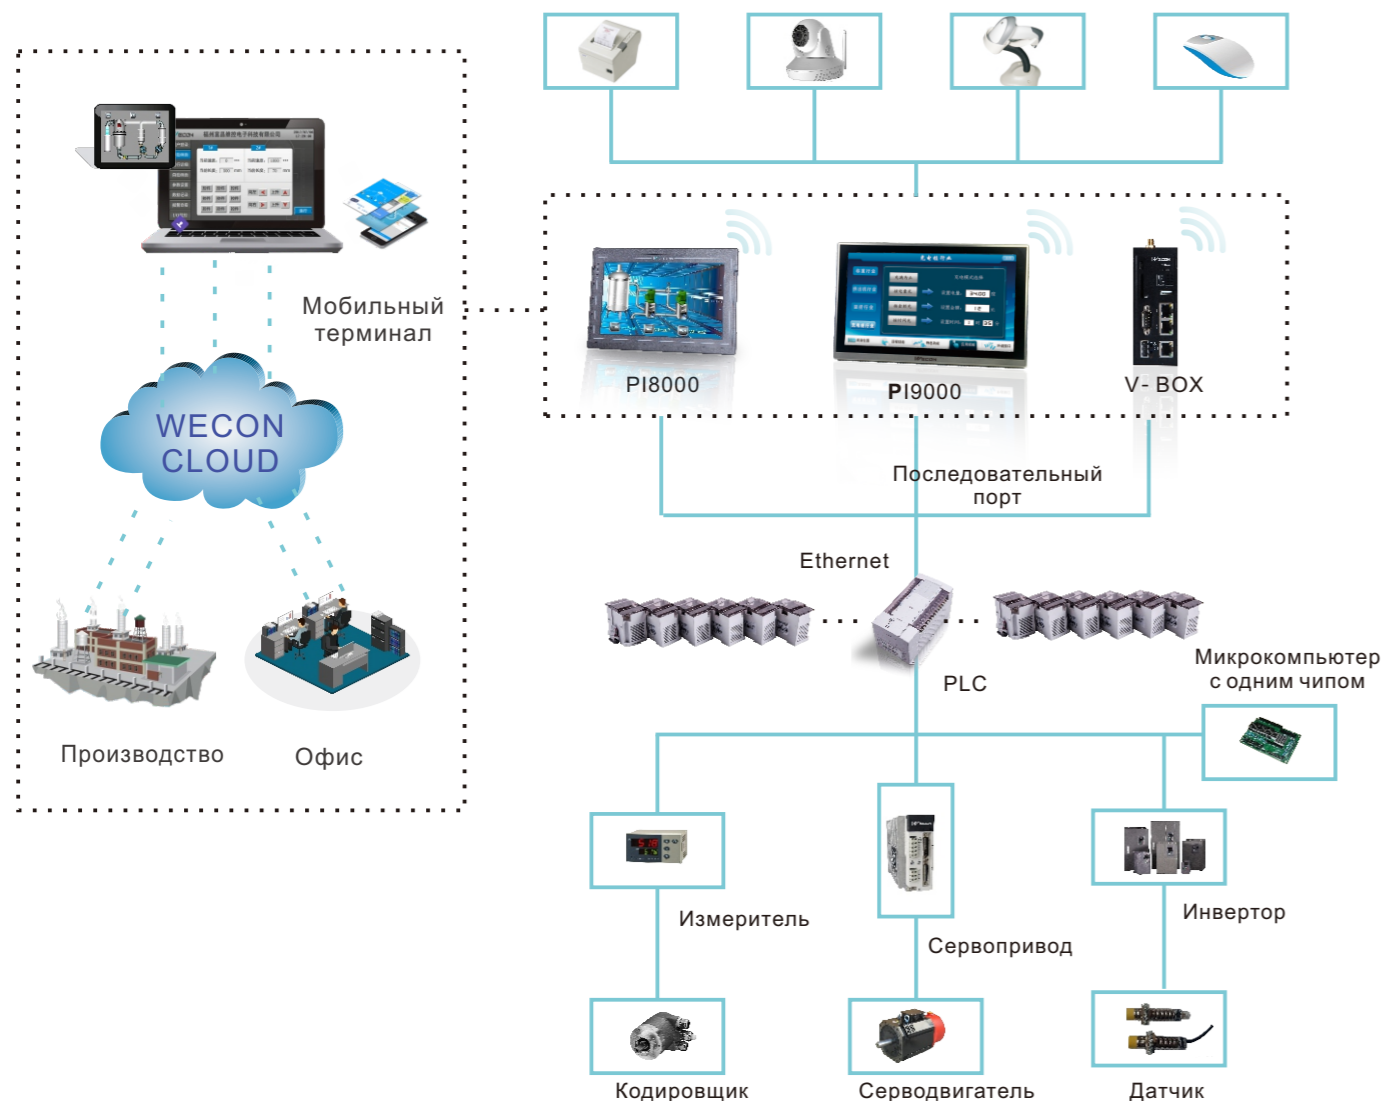 Мобильный
терминал
WECON
CLOUD
Производство
Офис
PI8000
PI9000
V- BOX
Последовательный
порт
Ethernet
PLC
Микрокомпьютер
с одним чипом
Измеритель
Сервопривод
Инвертор
Кодировщик
Серводвигатель
Датчик